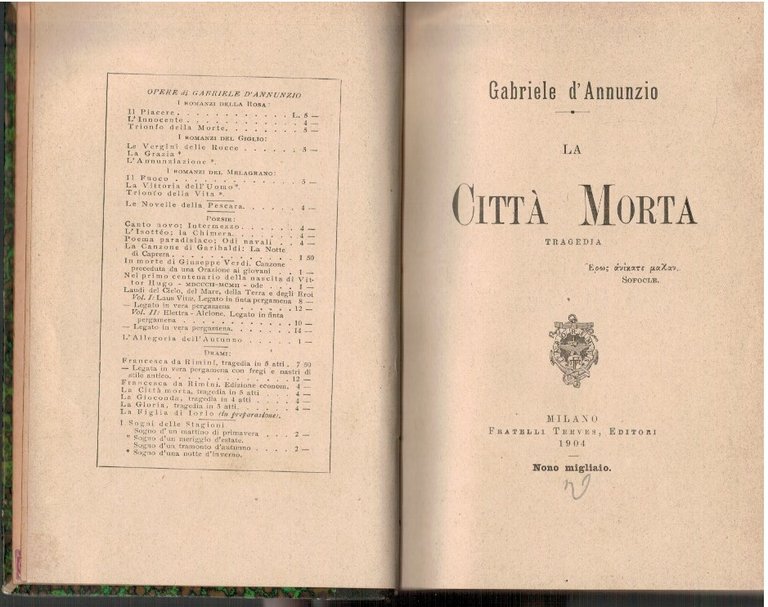 OPERE di GABRIELE D'ANNUNZIO
I ROMANZI DELLA ROSA:
Il Piacere . . . . . . . . . . . . . L. 5 —
L'Innocente . . . . . . . . . . . . . 4 —
Trionfo della Morte. . . . . . . . . . 5 —
I ROMANZI DEL GIGLIO:
Le Vergini delle Rocce . . . . . . . 5 —
La Grazia *.
L'Annunziazione *.
I ROMANZI DEL MELAGRANO:
Il Fuoco . . . . . . . . . . . . . . 5 —
La Vittoria dell'Uomo *.
Trionfo della Vita *.
Le Novelle della Pescara. . . . . . 4 —
POESIE:
Canto novo; Intermezzo . . . . . . 4 —
L'Isottèo; la Chimera. . . . . . . 4 —
Poema paradisiaco; Odi navali . . . 4 —
La Canzone di Garibaldi: La Notte
di Caprera . . . . . . . . . . . . 1 50
In morte di Giuseppe Verdi. Canzone
preceduta da una Orazione ai giovani . 1 —
Nel primo centenario della nascita di Vit-
tor Hugo - MDCCCII-MCMII - ode . . 1 —
Laudi del Cielo, del Mare, della Terra e degli Eroi
Vol. I: Laus Vitæ. Legato in finta pergamena 8 —
— Legato in vera pergamena. . . . . . 12 —
Vol. II: Elettra - Alcione. Legato in finta
pergamena . . . . . . . . . . . . 10 —
— Legato in vera pergamena. . . . . . 14 —
L'Allegoria dell'Autunno . . . . . . 1 —
DRAMI:
Francesca da Rimini, tragedia in 5 atti . 7 50
— Legata in vera pergamena con fregi e nastri di
stile antico. . . . . . . . . . . . 12 —
Francesca da Rimini. Edizione econom. 4 —
La Città morta, tragedia in 5 atti . . . 4 —
La Gioconda, tragedia in 4 atti . . . . 4 —
La Gloria, tragedia in 5 atti. . . . . . 4 —
La Figlia di Iorio (in preparazione).
I Sogni delle Stagioni
Sogno d'un mattino di primavera . . . 2 —
* Sogno d'un meriggio d'estate.
Sogno d'un tramonto d'autunno . . . . 2 —
* Sogno d'una notte d'inverno.
Gabriele d'Annunzio
LA
CITTÀ MORTA
TRAGEDIA
Ἔρως ἀνίκατε μαχαν.
SOFOCLE.
MILANO
FRATELLI TREVES, EDITORI
1904
Nono migliaio.